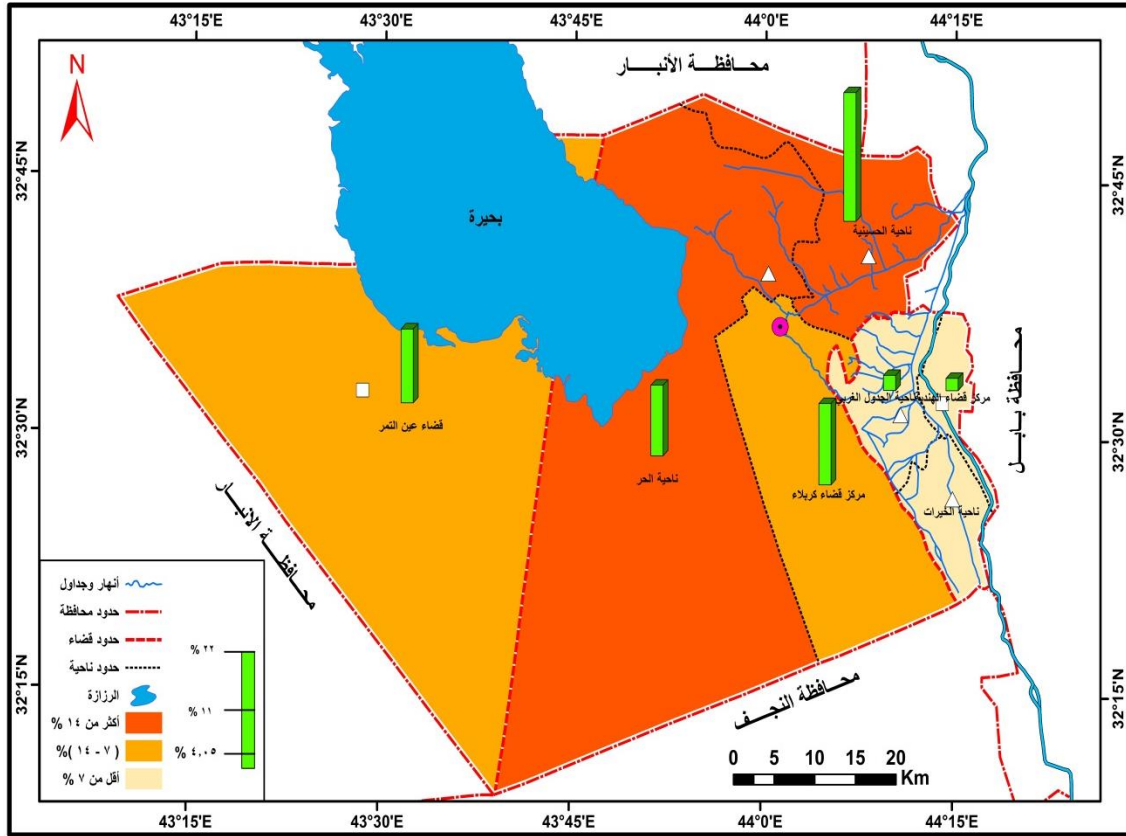 43°15'E
43°30'E
43°45'E
44°0'E
44°15'E
N
محافظة الأنبار
32°45'N
32°45'N
ناحية الحسينية
بحيرة
محافظة بابل
مركز قضاء الهندية
ناحية الجدول الغربي
32°30'N
32°30'N
قضاء عين التمر
ناحية الحر
مركز قضاء كربلاء
ناحية الخيرات
محافظة الأنبار
أنهار وجداول
حدود محافظة
حدود قضاء
حدود ناحية
الرزازة
أكثر من ١٤ %
( ٧ - ١٤ )%
أقل من ٧ %
٢٢ %
١١ %
٤,٠٥ %
32°15'N
32°15'N
محافظة النجف
0 5 10 15 20
Km
43°15'E
43°30'E
43°45'E
44°0'E
44°15'E